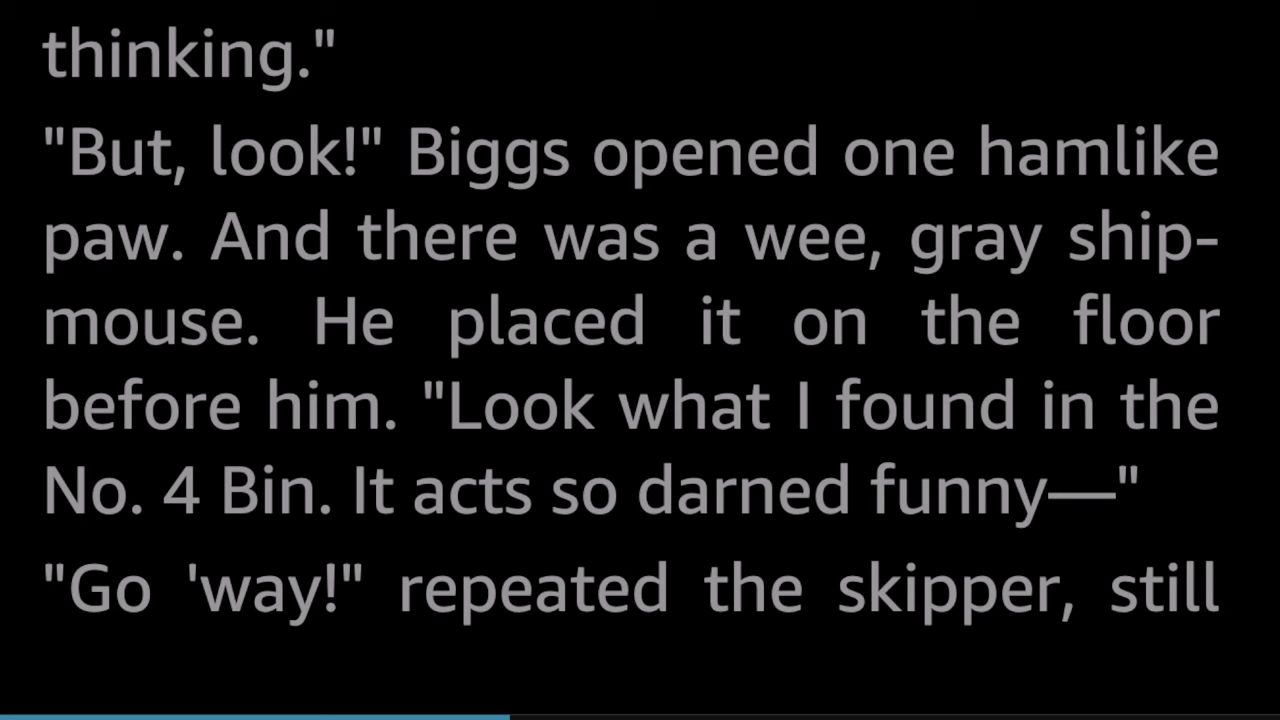 thinking."
"But, look!" Biggs opened one hamlike
paw. And there was a wee, gray ship-
mouse. He placed it on the floor
before him. "Look what I found in the
No. 4 Bin. It acts so darned funny—"
"Go 'way!" repeated the skipper, still